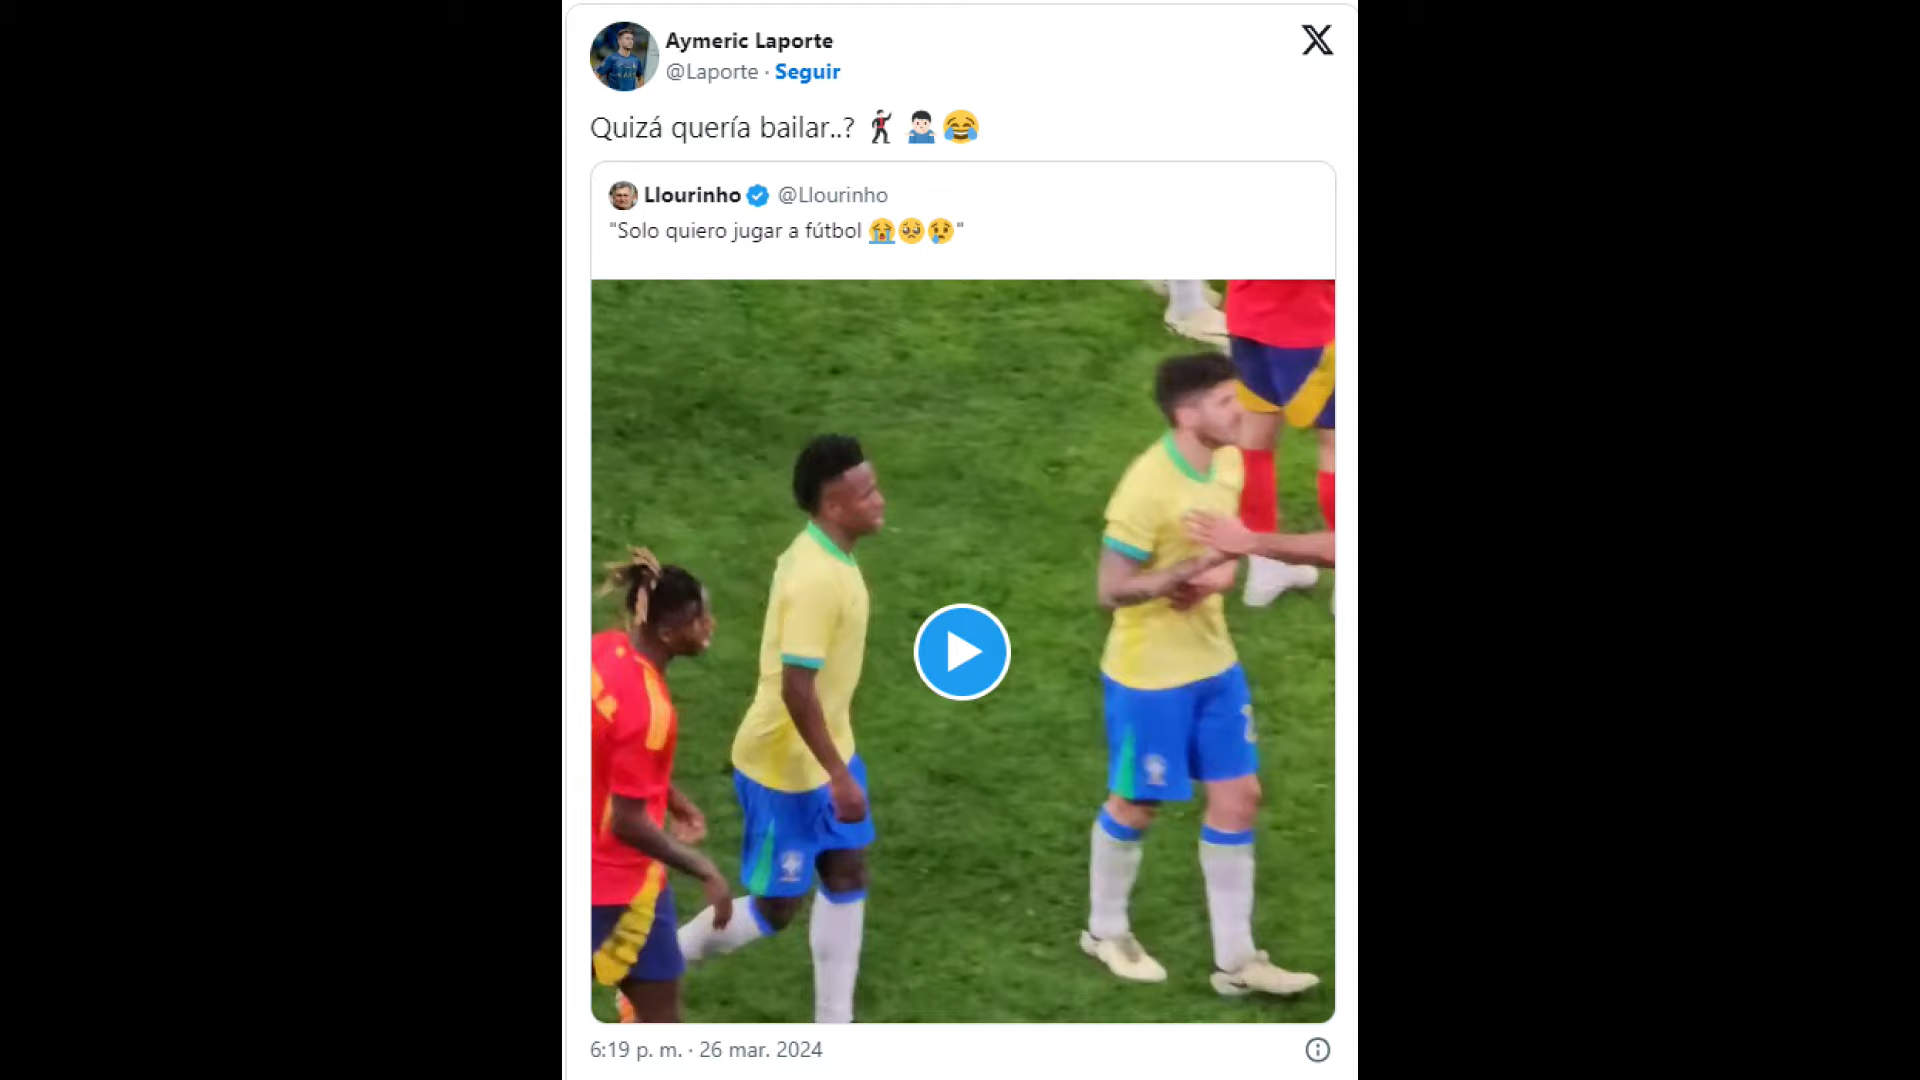 Aymeric Laporte
@Laporte · Seguir
Quizá quería bailar..? 🕺🏻 🤷🏻‍♂️😂
Llourinho @Llourinho
"Solo quiero jugar a fútbol 😭🥺😢"
6:19 p. m. · 26 mar. 2024